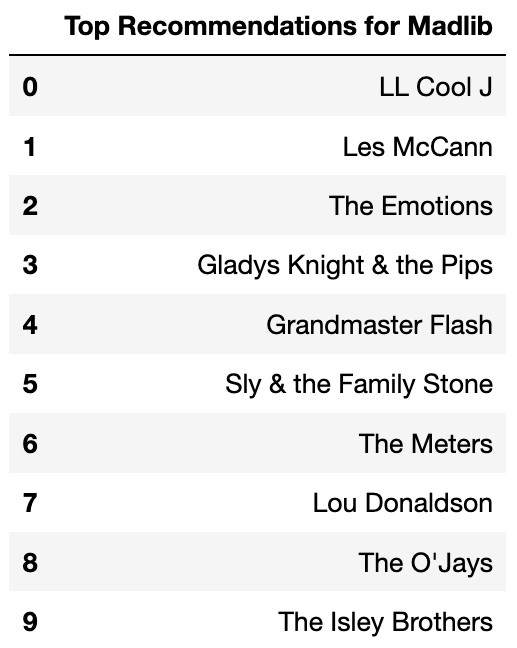 Top Recommendations for Madlib
0 LL Cool J
1 Les McCann
2 The Emotions
3 Gladys Knight & the Pips
4 Grandmaster Flash
5 Sly & the Family Stone
6 The Meters
7 Lou Donaldson
8 The O'Jays
9 The Isley Brothers